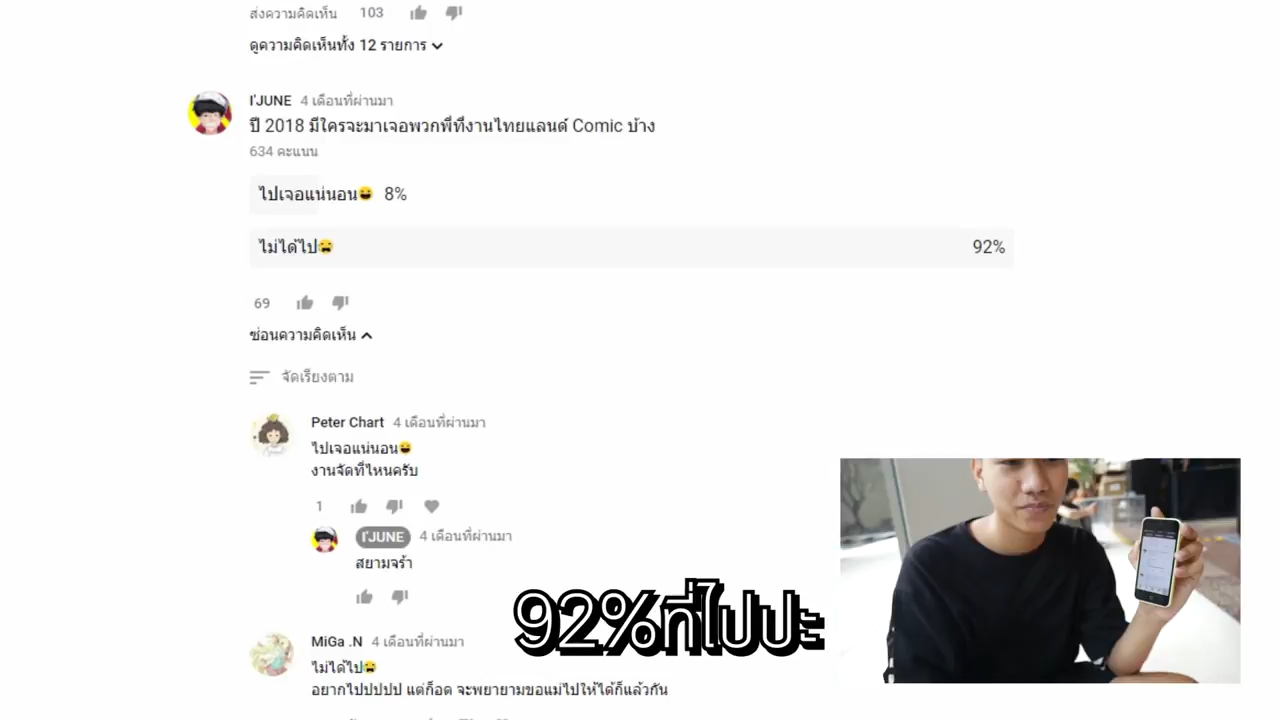 ส่งความคิดเห็น 103
ดูความคิดเห็นทั้ง 12 รายการ
I'JUNE 4 เดือนที่ผ่านมา
ปี 2018 มีใครจะมาเจอพวกพี่ที่งานไทยแลนด์ Comic บ้าง
634 คะแนน
ไปเจอแน่นอน😆 8%
ไม่ได้ไป😭 92%
69
ซ่อนความคิดเห็น
จัดเรียงตาม
Peter Chart 4 เดือนที่ผ่านมา
ไปเจอแน่นอน😆
งานจัดที่ไหนครับ
1
I'JUNE 4 เดือนที่ผ่านมา
สยามจร้า
92%ที่ไปปะ
MiGa .N 4 เดือนที่ผ่านมา
ไม่ได้ไป😭
อยากไปปปปป แต่ก็อด จะพยายามขอแม่ไปให้ได้ก็แล้วกัน